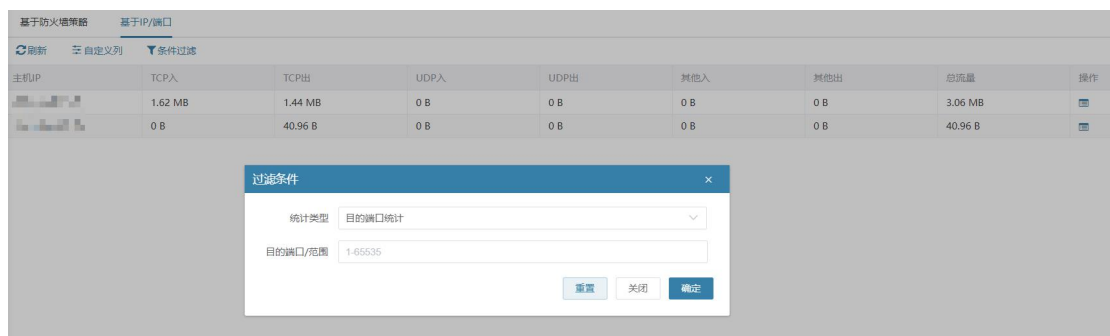 基于防火墙策略 基于IP/端口
刷新 自定义列 条件过滤
主机IP TCP入 TCP出 UDP入 UDP出 其他入 其他出 总流量 操作
1.62 MB 1.44 MB 0 B 0 B 0 B 0 B 3.06 MB
0 B 40.96 B 0 B 0 B 0 B 0 B 40.96 B
过滤条件 ×
统计类型 目的端口统计
目的端口/范围 1-65535
重置 关闭 确定